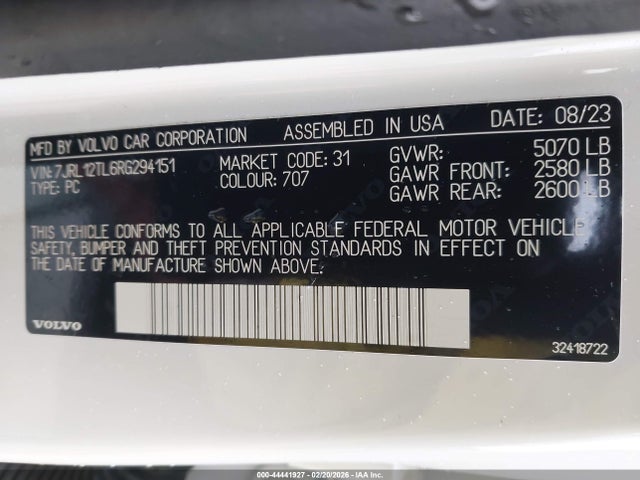 MFD BY VOLVO CAR CORPORATION ASSEMBLED IN USA DATE: 08/23
VIN: 7JRL12TL6RG294151 MARKET CODE: 31 GVWR: 5070 LB
TYPE: PC COLOUR: 707 GAWR FRONT: 2580 LB
GAWR REAR: 2600 LB
THIS VEHICLE CONFORMS TO ALL APPLICABLE FEDERAL MOTOR VEHICLE
SAFETY, BUMPER AND THEFT PREVENTION STANDARDS IN EFFECT ON
THE DATE OF MANUFACTURE SHOWN ABOVE.
VOLVO 32418722
000-44441927 - 02/20/2026 - IAA Inc.